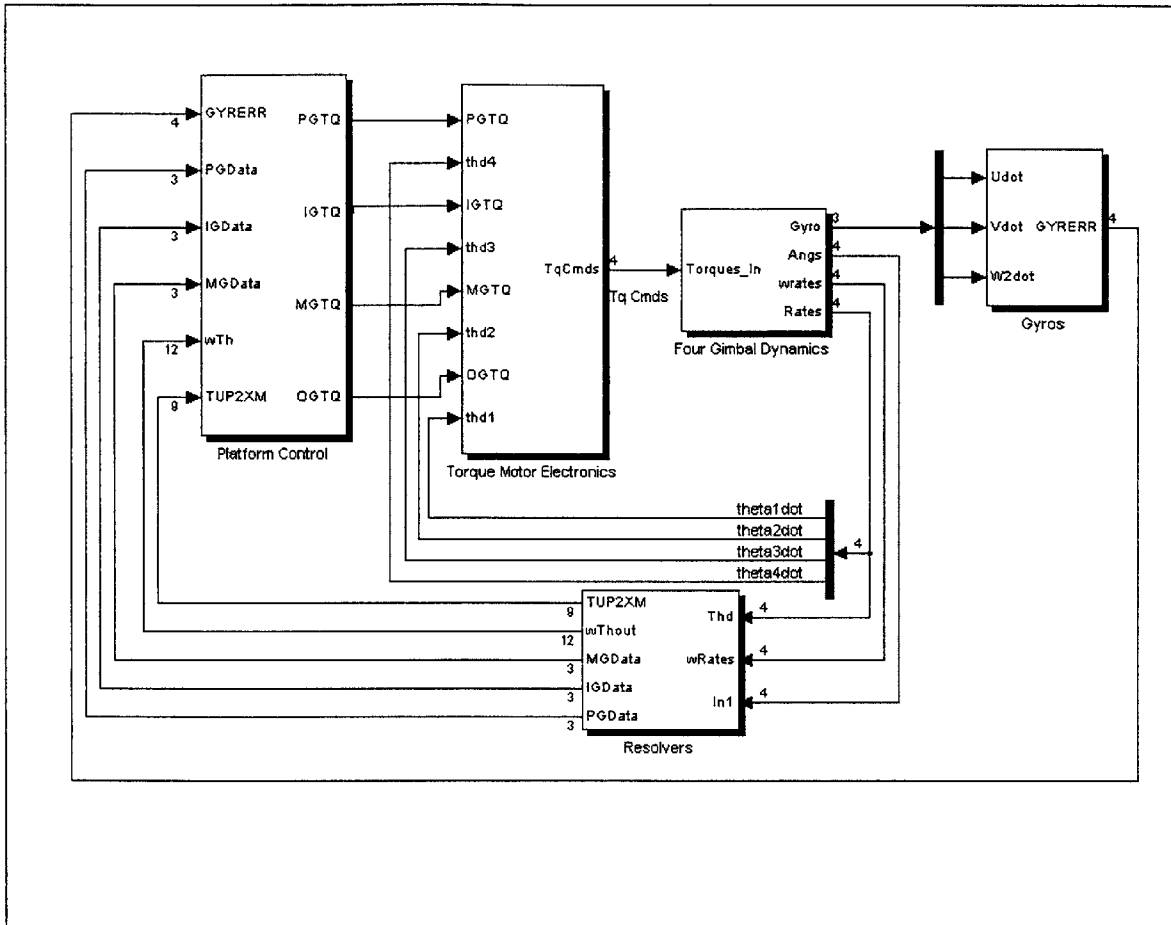 GYRERR
4
PGData
3
IGData
3
MGData
3
wTh
12
TUP2XM
9
PGTQ
IGTQ
MGTQ
OGTQ
Platform Control
PGTQ
thd4
IGTQ
thd3
MGTQ
thd2
OGTQ
thd1
TqCmds
4
Tq Cmds
Torque Motor Electronics
Torques_In
Gyro
3
Angs
4
wrates
4
Rates
4
Four Gimbal Dynamics
Udot
Vdot
W2dot
GYRERR
4
Gyros
theta1dot
theta2dot
theta3dot
theta4dot
4
TUP2XM
9
wThout
12
MGData
3
IGData
3
PGData
3
Thd
4
wRates
4
In1
4
Resolvers